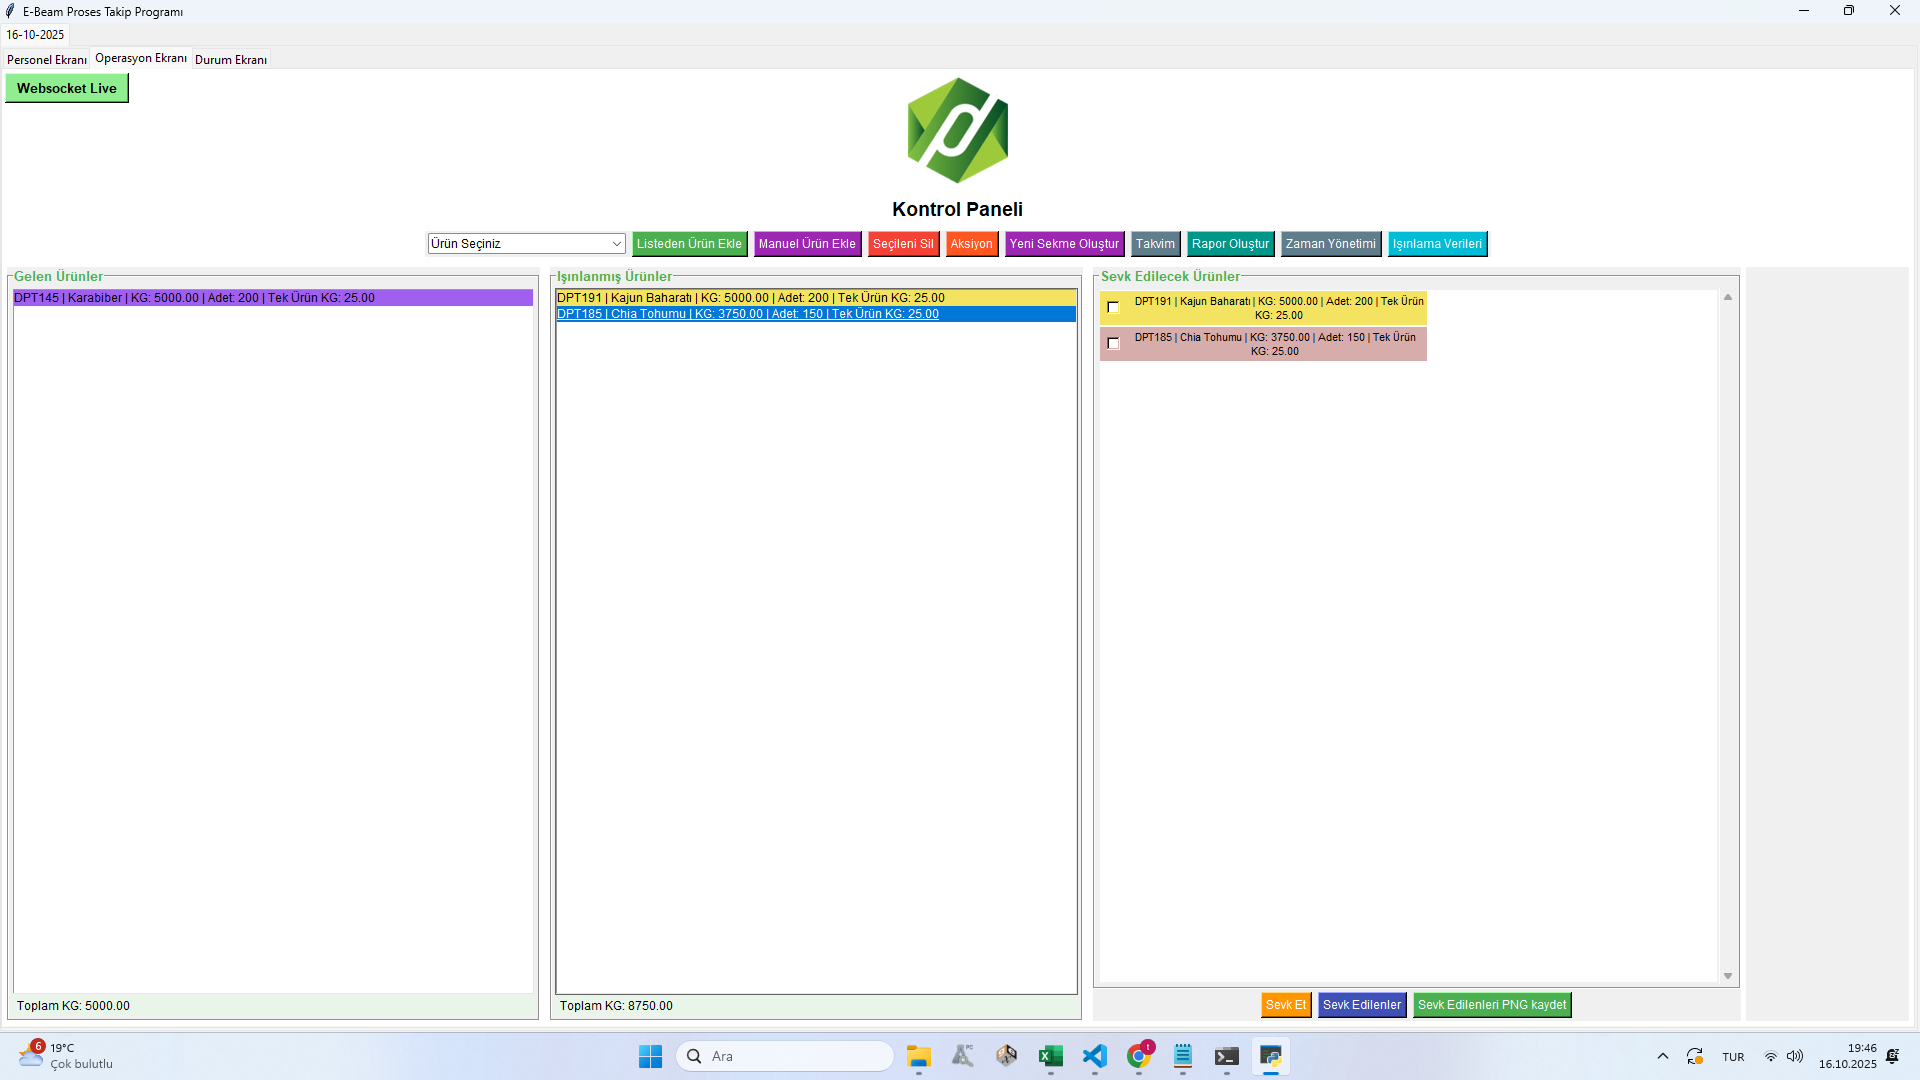 E-Beam Proses Takip Programı
16-10-2025
Personel Ekranı Operasyon Ekranı Durum Ekranı
Websocket Live
Kontrol Paneli
Ürün Seçiniz Listeden Ürün Ekle Manuel Ürün Ekle Seçileni Sil Aksiyon Yeni Sekme Oluştur Takvim Rapor Oluştur Zaman Yönetimi Işınlama Verileri
Gelen Ürünler
DPT145 | Karabiber | KG: 5000.00 | Adet: 200 | Tek Ürün KG: 25.00
Toplam KG: 5000.00
Işınlanmış Ürünler
DPT191 | Kajun Baharatı | KG: 5000.00 | Adet: 200 | Tek Ürün KG: 25.00
DPT185 | Chia Tohumu | KG: 3750.00 | Adet: 150 | Tek Ürün KG: 25.00
Toplam KG: 8750.00
Sevk Edilecek Ürünler
DPT191 | Kajun Baharatı | KG: 5000.00 | Adet: 200 | Tek Ürün
KG: 25.00
DPT185 | Chia Tohumu | KG: 3750.00 | Adet: 150 | Tek Ürün
KG: 25.00
Sevk Et Sevk Edilenler Sevk Edilenleri PNG kaydet
6 19°C
Çok bulutlu
Ara
t
TUR
19:46
16.10.2025